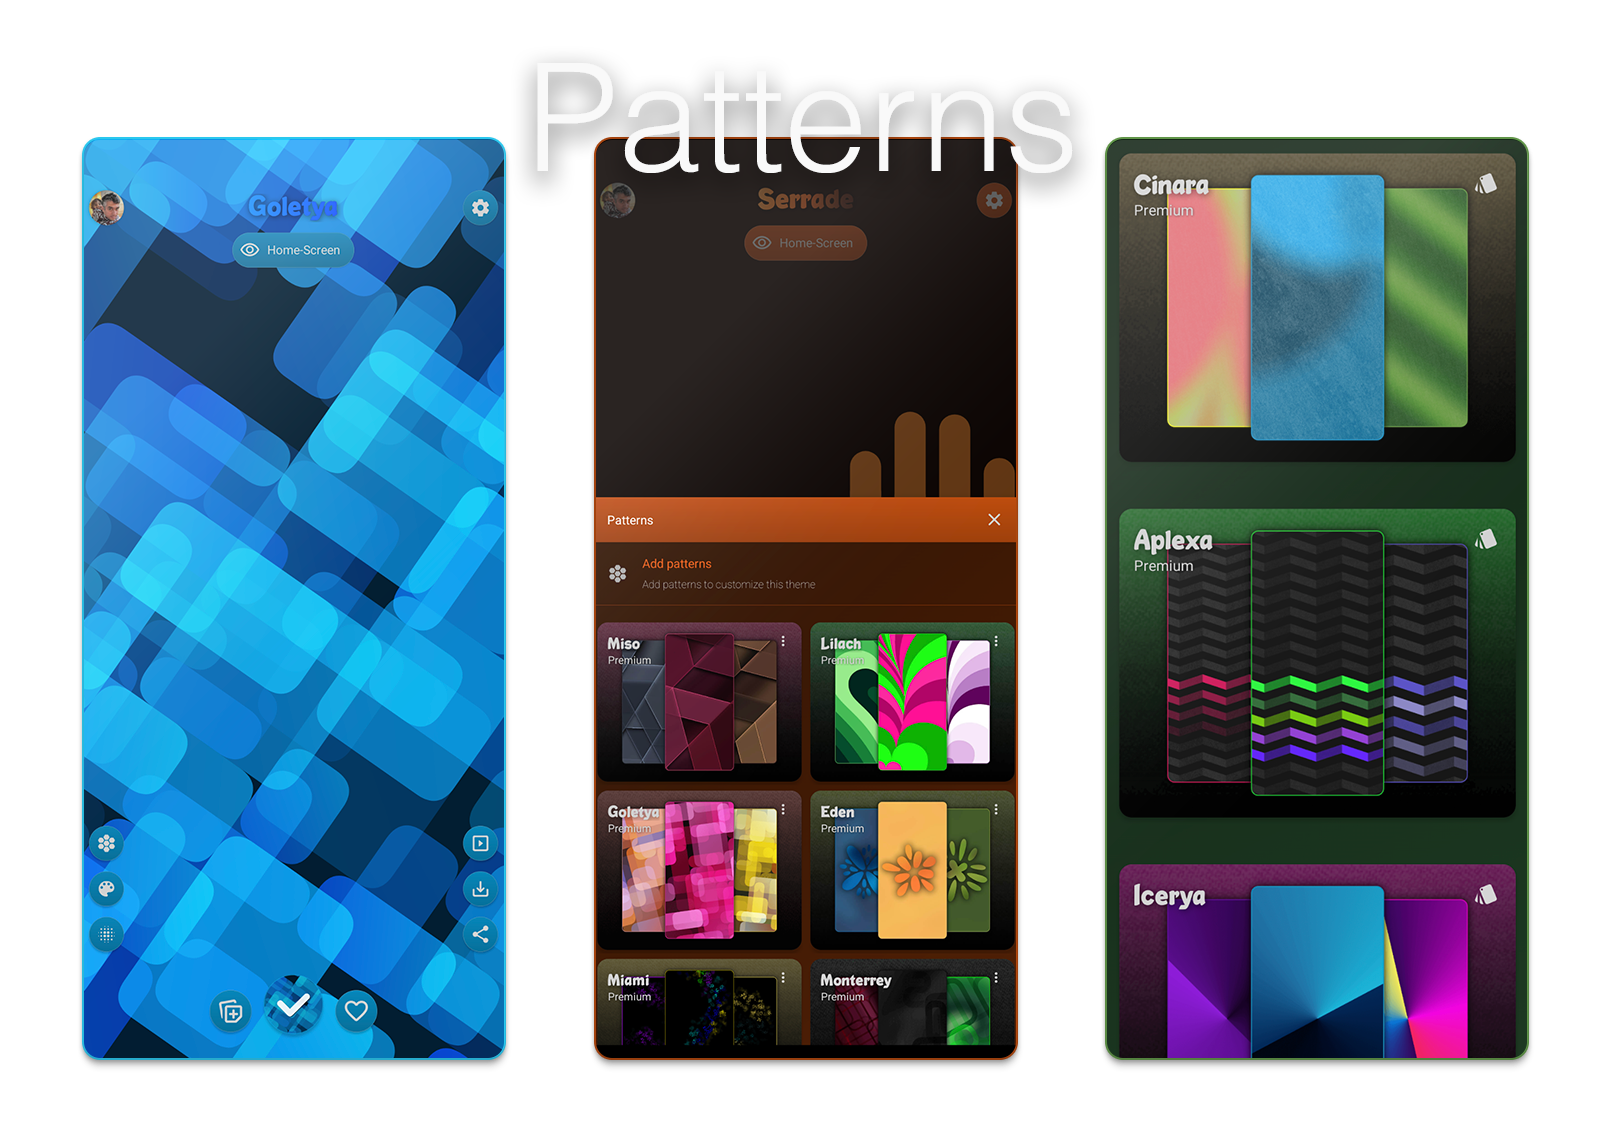 Patterns
Goletya
Home-Screen
Serrade
Home-Screen
Patterns
Add patterns
Add patterns to customize this theme
Miso
Premium
Lilach
Premium
Goletya
Premium
Eden
Premium
Miami
Premium
Monterrey
Premium
Cinara
Premium
Aplexa
Premium
Icerya